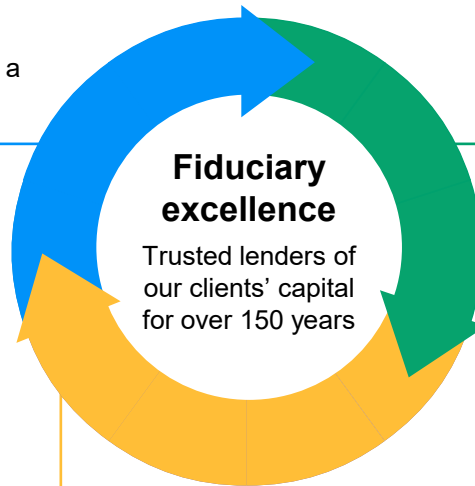 a
Fiduciary
excellence
Trusted lenders of
our clients’ capital
for over 150 years